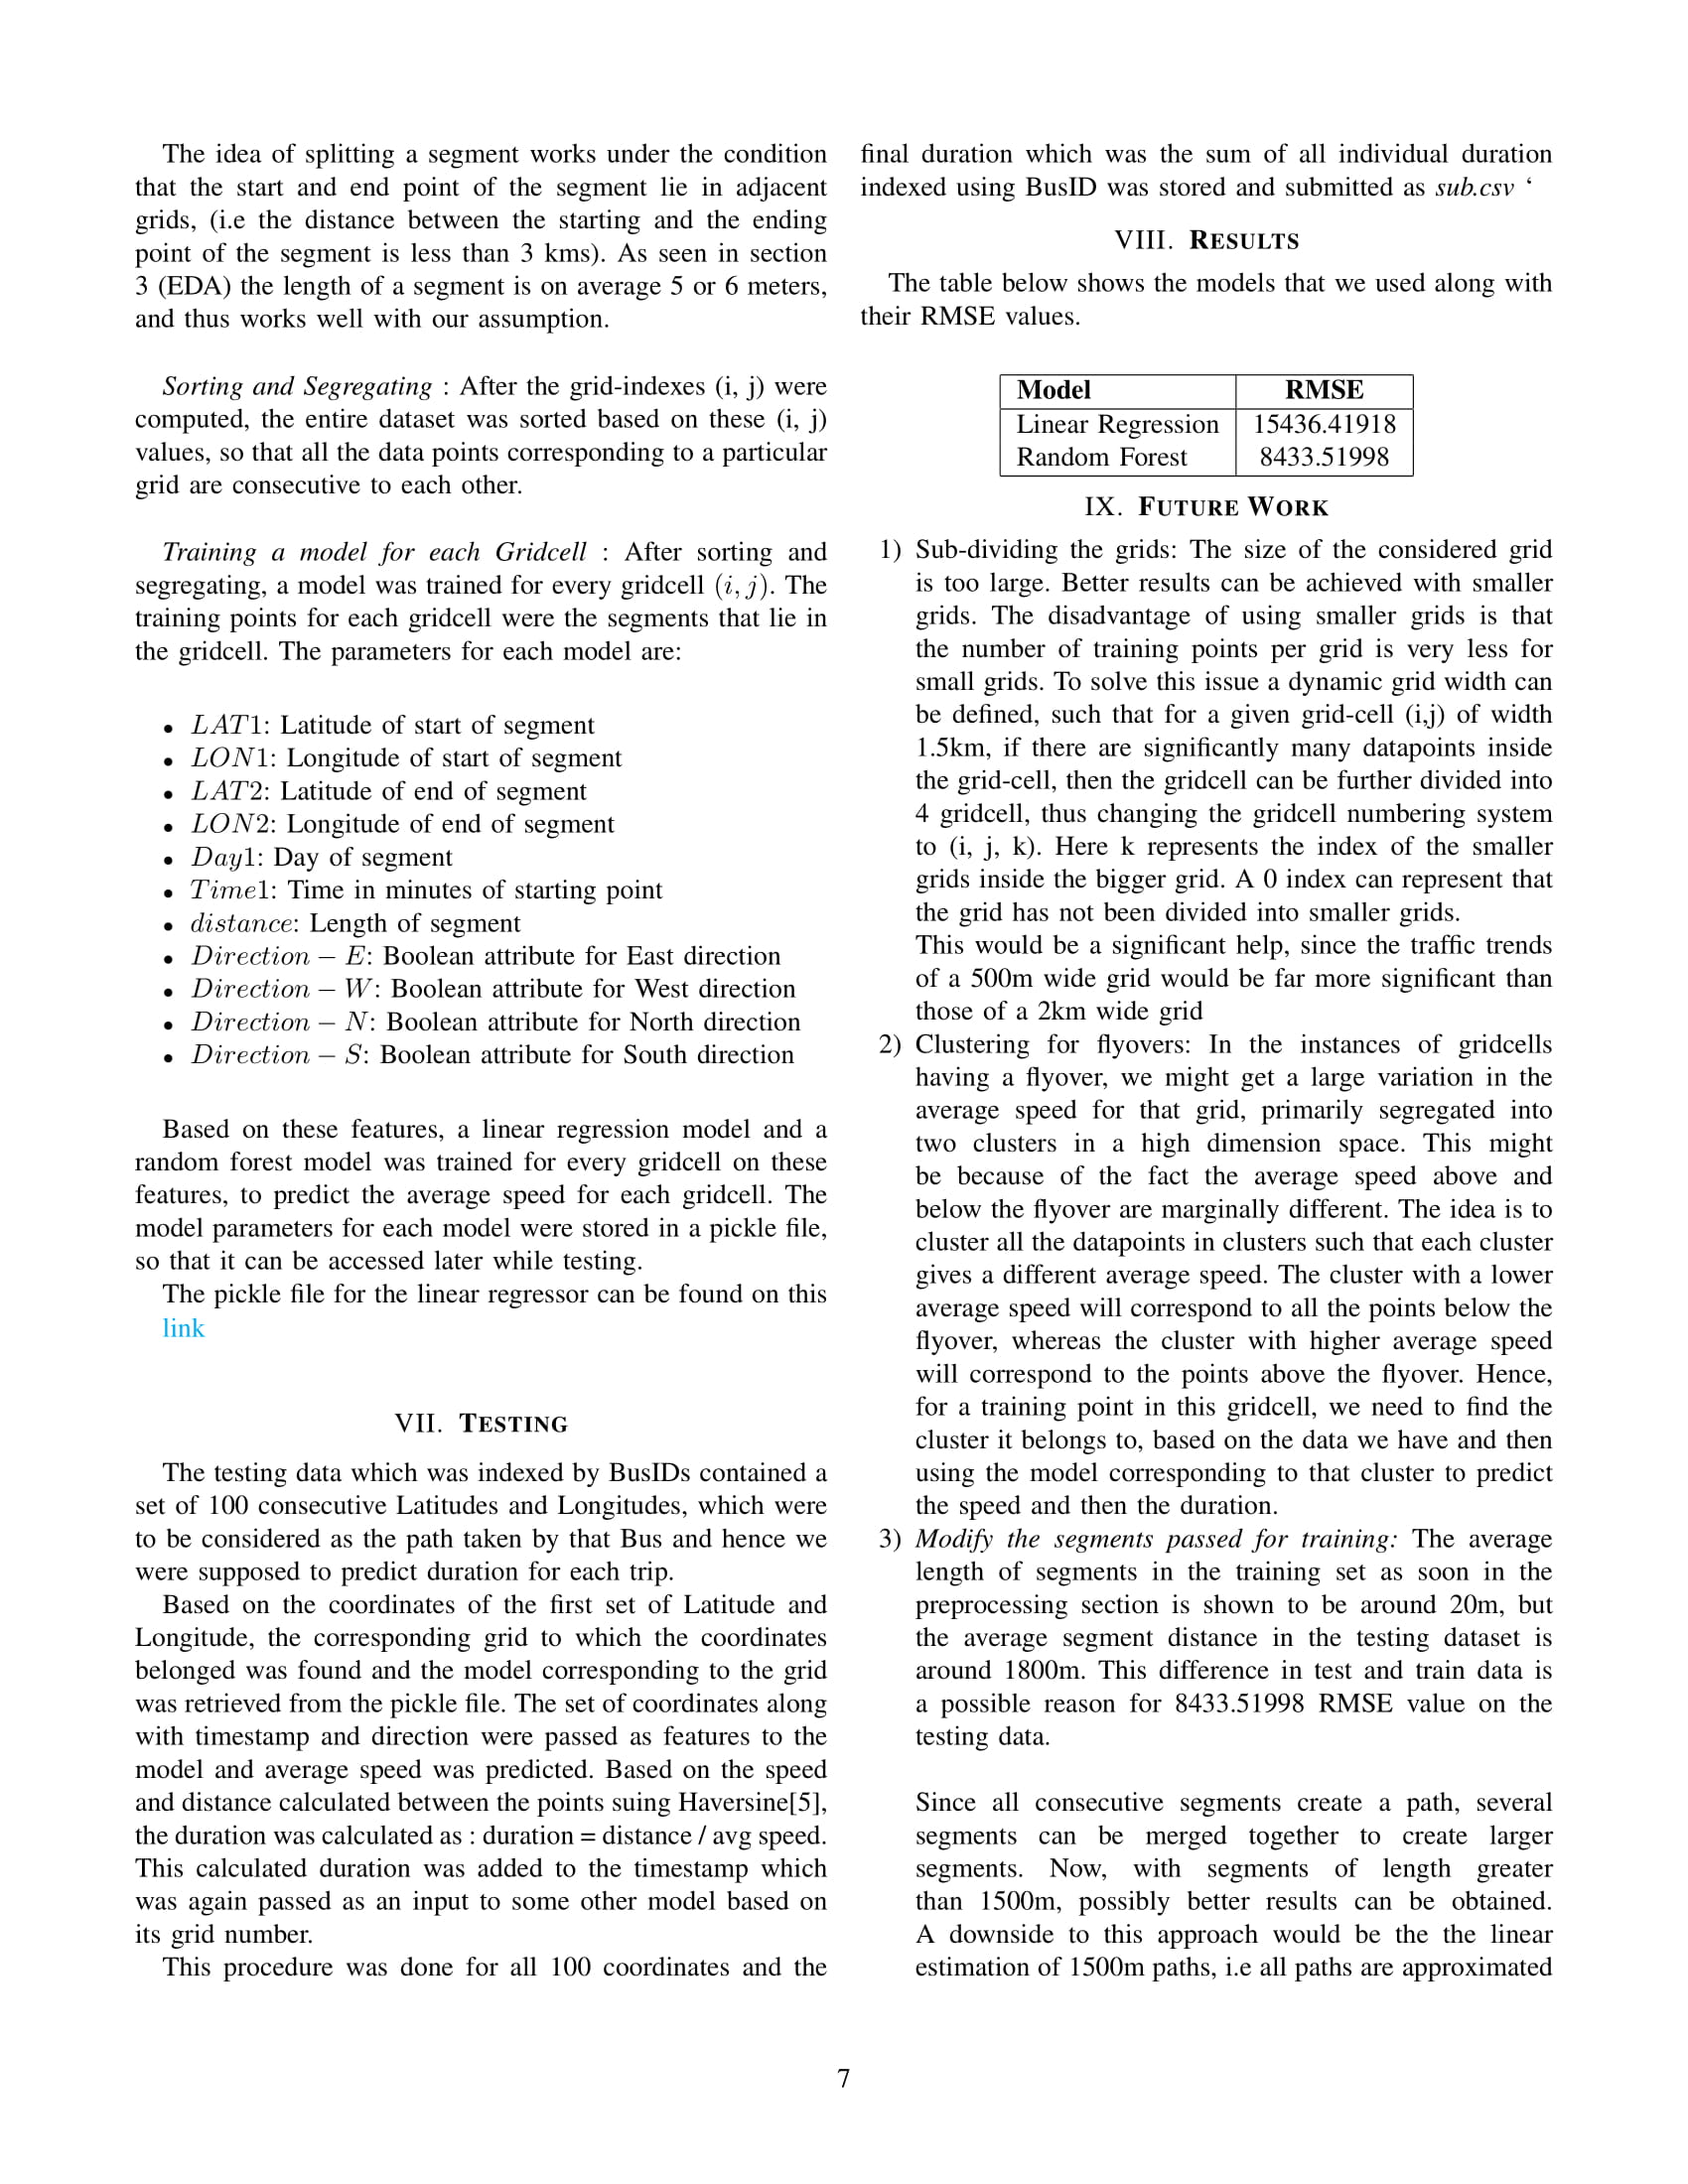 The idea of splitting a segment works under the condition
that the start and end point of the segment lie in adjacent
grids, (i.e the distance between the starting and the ending
point of the segment is less than 3 kms). As seen in section
3 (EDA) the length of a segment is on average 5 or 6 meters,
and thus works well with our assumption.
Sorting and Segregating : After the grid-indexes (i, j) were
computed, the entire dataset was sorted based on these (i, j)
values, so that all the data points corresponding to a particular
grid are consecutive to each other.
Training a model for each Gridcell : After sorting and
segregating, a model was trained for every gridcell (i, j). The
training points for each gridcell were the segments that lie in
the gridcell. The parameters for each model are:
• LAT1: Latitude of start of segment
• LON1: Longitude of start of segment
• LAT2: Latitude of end of segment
• LON2: Longitude of end of segment
• Day1: Day of segment
• Time1: Time in minutes of starting point
• distance: Length of segment
• Direction − E: Boolean attribute for East direction
• Direction − W: Boolean attribute for West direction
• Direction − N: Boolean attribute for North direction
• Direction − S: Boolean attribute for South direction
Based on these features, a linear regression model and a
random forest model was trained for every gridcell on these
features, to predict the average speed for each gridcell. The
model parameters for each model were stored in a pickle file,
so that it can be accessed later while testing.
The pickle file for the linear regressor can be found on this
link
VII. TESTING
The testing data which was indexed by BusIDs contained a
set of 100 consecutive Latitudes and Longitudes, which were
to be considered as the path taken by that Bus and hence we
were supposed to predict duration for each trip.
Based on the coordinates of the first set of Latitude and
Longitude, the corresponding grid to which the coordinates
belonged was found and the model corresponding to the grid
was retrieved from the pickle file. The set of coordinates along
with timestamp and direction were passed as features to the
model and average speed was predicted. Based on the speed
and distance calculated between the points suing Haversine[5],
the duration was calculated as : duration = distance / avg speed.
This calculated duration was added to the timestamp which
was again passed as an input to some other model based on
its grid number.
This procedure was done for all 100 coordinates and the
final duration which was the sum of all individual duration
indexed using BusID was stored and submitted as sub.csv ‘
VIII. RESULTS
The table below shows the models that we used along with
their RMSE values.
Model RMSE
Linear Regression 15436.41918
Random Forest 8433.51998
IX. FUTURE WORK
1) Sub-dividing the grids: The size of the considered grid
is too large. Better results can be achieved with smaller
grids. The disadvantage of using smaller grids is that
the number of training points per grid is very less for
small grids. To solve this issue a dynamic grid width can
be defined, such that for a given grid-cell (i,j) of width
1.5km, if there are significantly many datapoints inside
the grid-cell, then the gridcell can be further divided into
4 gridcell, thus changing the gridcell numbering system
to (i, j, k). Here k represents the index of the smaller
grids inside the bigger grid. A 0 index can represent that
the grid has not been divided into smaller grids.
This would be a significant help, since the traffic trends
of a 500m wide grid would be far more significant than
those of a 2km wide grid
2) Clustering for flyovers: In the instances of gridcells
having a flyover, we might get a large variation in the
average speed for that grid, primarily segregated into
two clusters in a high dimension space. This might
be because of the fact the average speed above and
below the flyover are marginally different. The idea is to
cluster all the datapoints in clusters such that each cluster
gives a different average speed. The cluster with a lower
average speed will correspond to all the points below the
flyover, whereas the cluster with higher average speed
will correspond to the points above the flyover. Hence,
for a training point in this gridcell, we need to find the
cluster it belongs to, based on the data we have and then
using the model corresponding to that cluster to predict
the speed and then the duration.
3) Modify the segments passed for training: The average
length of segments in the training set as soon in the
preprocessing section is shown to be around 20m, but
the average segment distance in the testing dataset is
around 1800m. This difference in test and train data is
a possible reason for 8433.51998 RMSE value on the
testing data.
Since all consecutive segments create a path, several
segments can be merged together to create larger
segments. Now, with segments of length greater
than 1500m, possibly better results can be obtained.
A downside to this approach would be the the linear
estimation of 1500m paths, i.e all paths are approximated
7